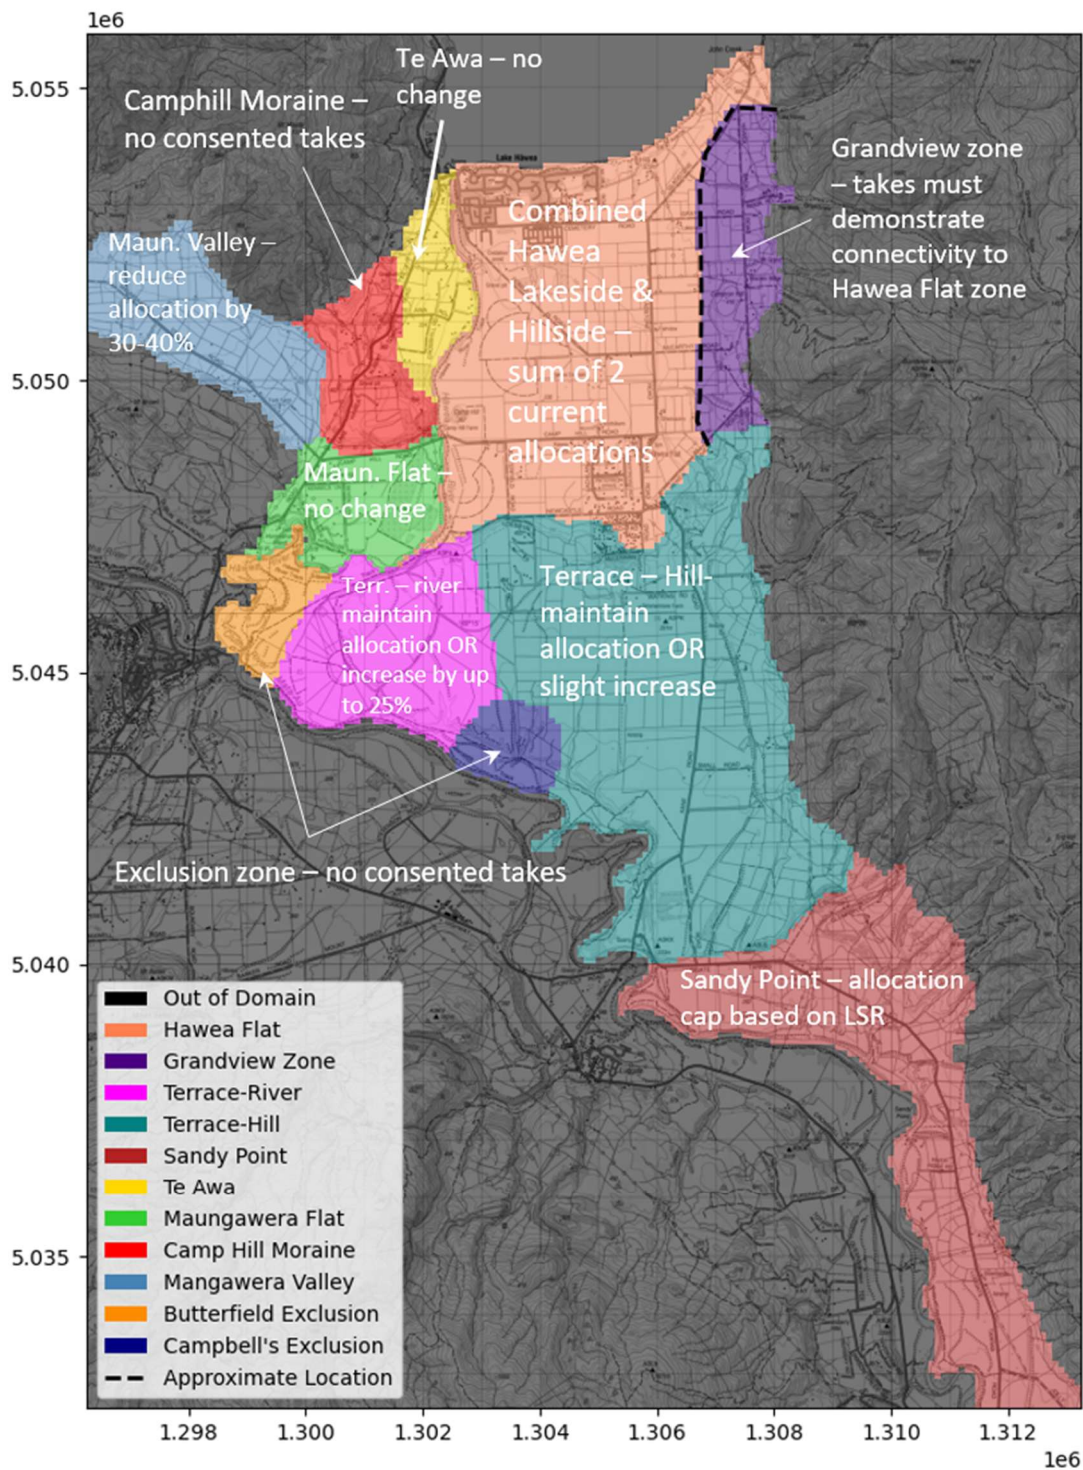 1e6
Te Awa – no
change
Camphill Moraine –
no consented takes
Grandview zone
– takes must
demonstrate
connectivity to
Hawea Flat zone
Lake Hawea
Combined
Hawea
Lakeside &
Hillside –
sum of 2
current
allocations
Maun. Valley –
reduce
allocation by
30-40%
Maun. Flat –
no change
Terr. – river
maintain
allocation OR
increase by up
to 25%
Terrace – Hill-
maintain
allocation OR
slight increase
Exclusion zone – no consented takes
Sandy Point – allocation
cap based on LSR
5.055
5.050
5.045
5.040
5.035
Out of Domain
Hawea Flat
Grandview Zone
Terrace-River
Terrace-Hill
Sandy Point
Te Awa
Maungawera Flat
Camp Hill Moraine
Mangawera Valley
Butterfield Exclusion
Campbell's Exclusion
Approximate Location
1.298
1.300
1.302
1.304
1.306
1.308
1.310
1.312
1e6